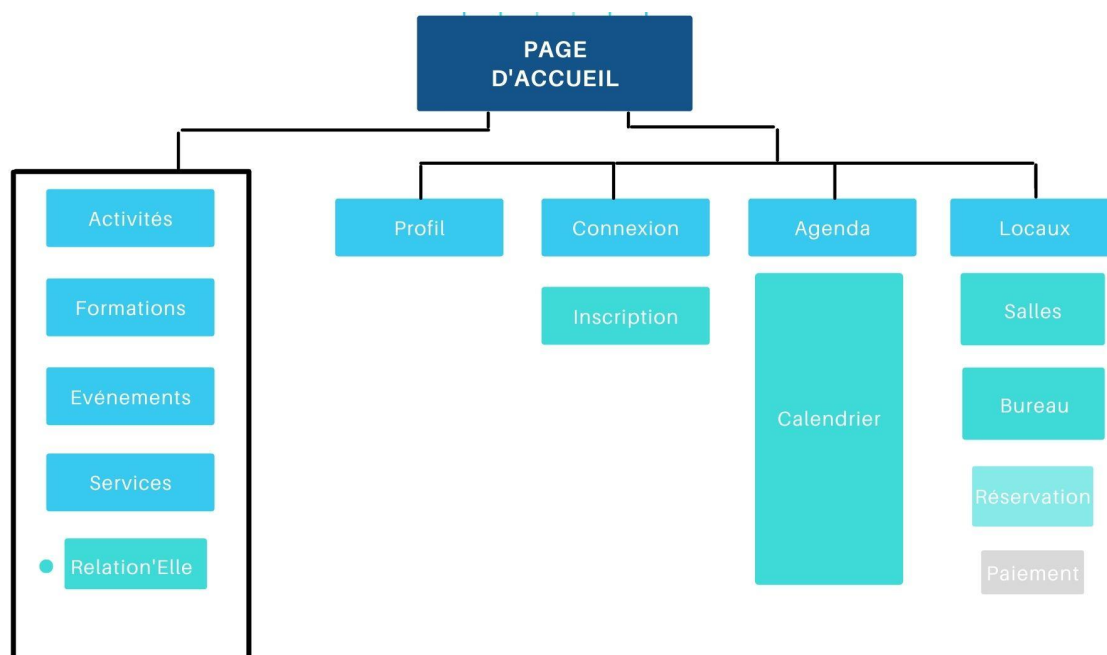 PAGE
D'ACCUEIL
Activités
Formations
Evénements
Services
Relation'Elle
Profil
Connexion
Inscription
Agenda
Calendrier
Locaux
Salles
Bureau
Réservation
Paiement